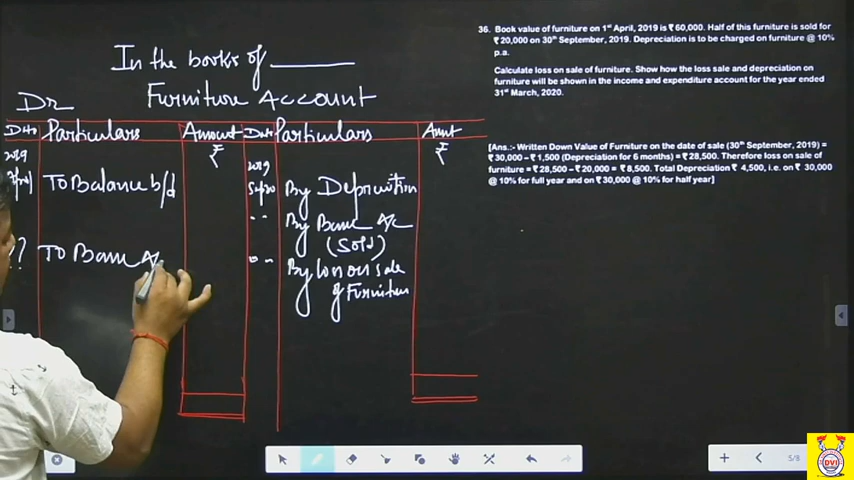 36. Book value of furniture on 1st April, 2019 is ₹ 60,000. Half of this furniture is sold for
₹ 20,000 on 30th September, 2019. Depreciation is to be charged on furniture @ 10%
p.a.
Calculate loss on sale of furniture. Show how the loss sale and depreciation on
furniture will be shown in the income and expenditure account for the year ended
31st March, 2020.
[Ans.:- Written Down Value of Furniture on the date of sale (30th September, 2019) =
₹ 30,000 – ₹ 1,500 (Depreciation for 6 months) = ₹ 28,500. Therefore loss on sale of
furniture = ₹ 28,500 – ₹ 20,000 = ₹ 8,500. Total Depreciation ₹ 4,500, i.e. on ₹ 30,000
@ 10% for full year and on ₹ 30,000 @ 10% for half year]
In the books of
Dr Furniture Account
Particulars Amount Date Particulars Amt
₹ ₹
2019 2019
To Balance b/d By Depreciation
By Bank A/c
(Sold)
?? To Bank A/c
By loss on sale
of Furniture
5/8
DVI